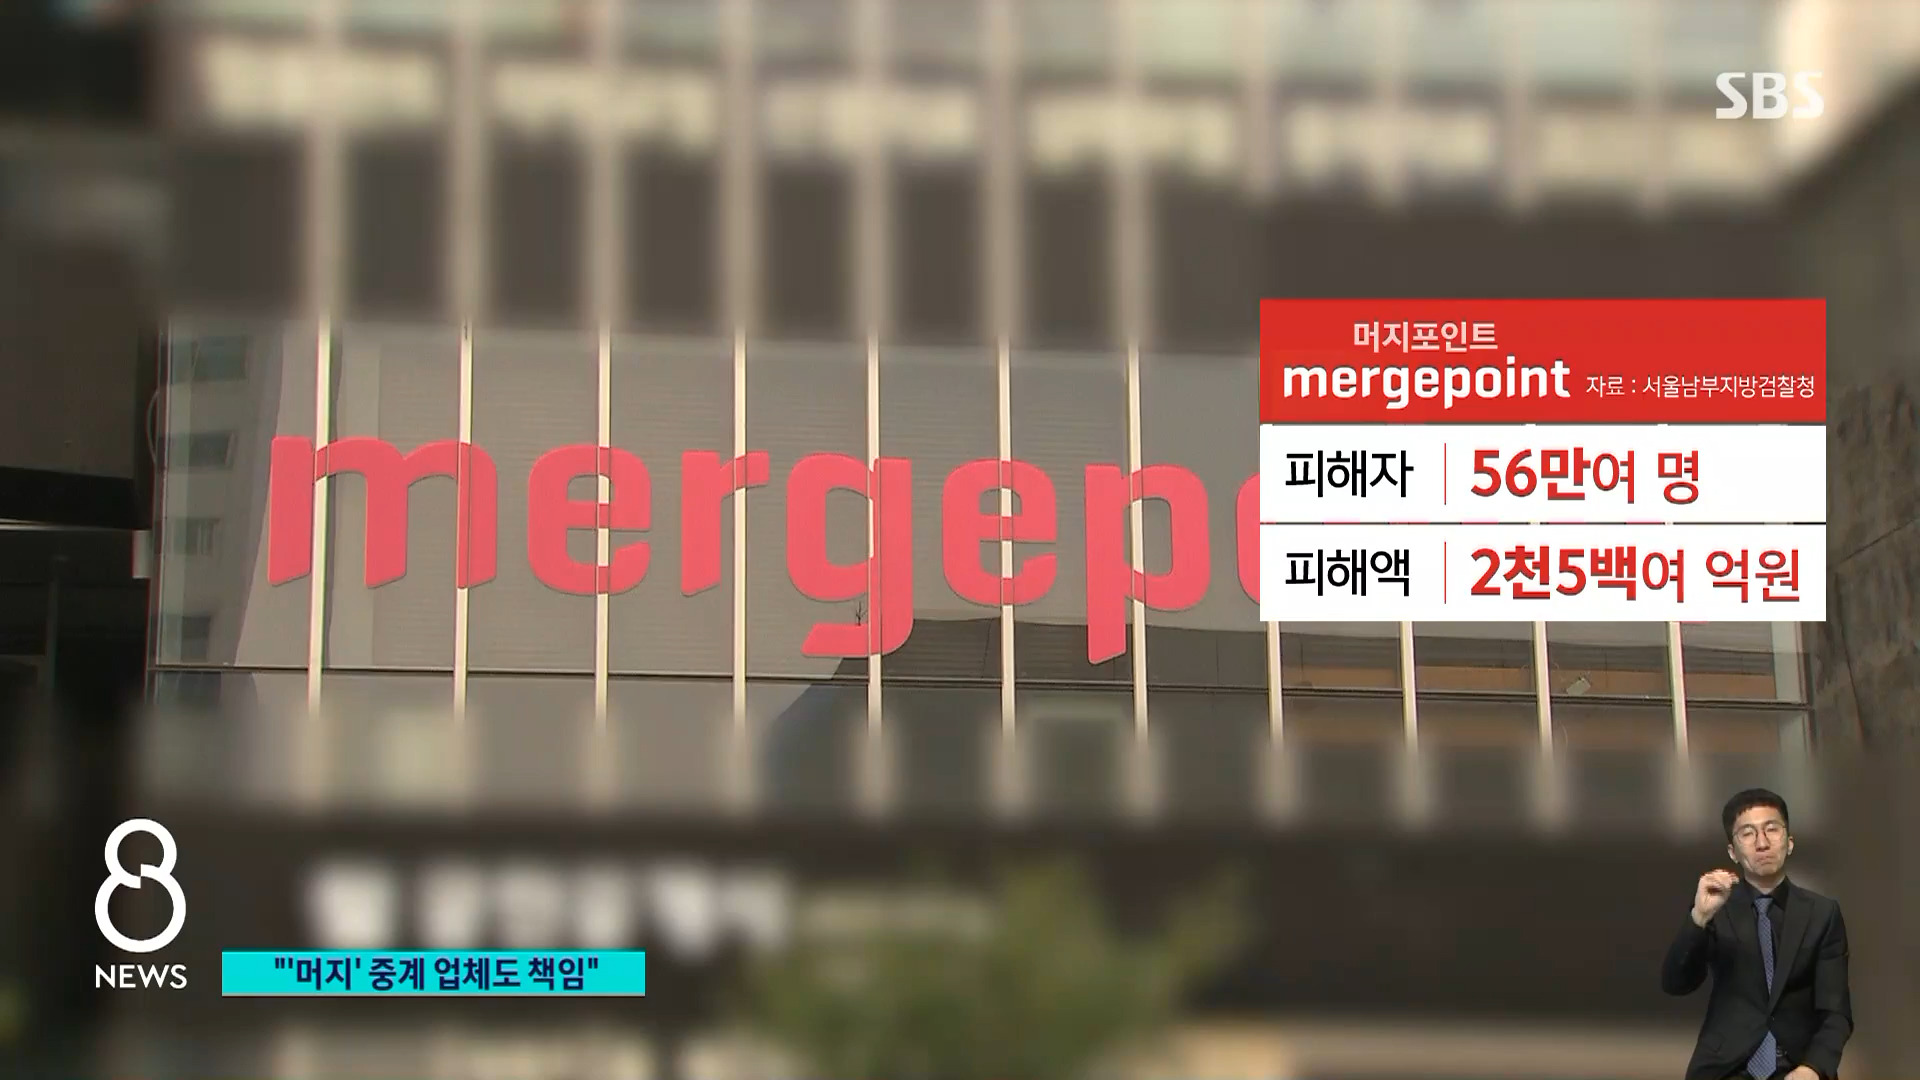 SBS
머지포인트
mergepoint 자료 : 서울남부지방검찰청
피해자 56만여 명
피해액 2천5백여 억원
mergep
8
NEWS
"'머지' 중계 업체도 책임"